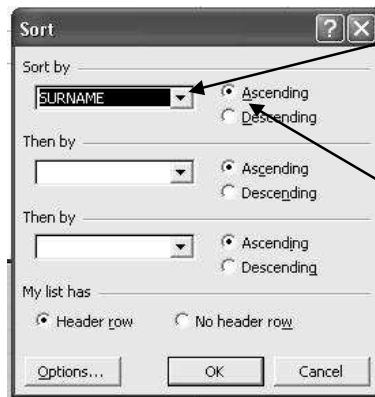 Sort
Sort by
SURNAME
Ascending
Descending
Then by
Ascending
Descending
Then by
Ascending
Descending
My list has
Header row
No header row
Options...
OK
Cancel